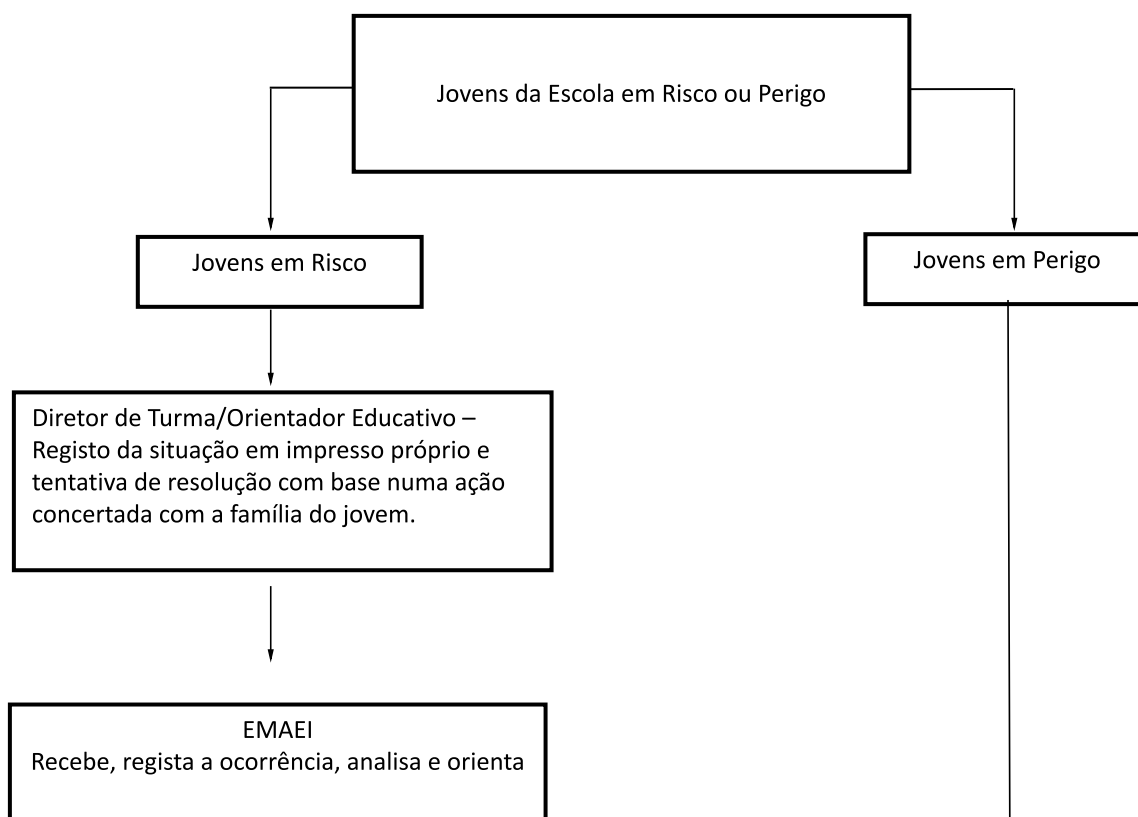 Jovens da Escola em Risco ou Perigo
Jovens em Risco
Jovens em Perigo
Diretor de Turma/Orientador Educativo –
Registo da situação em impresso próprio e
tentativa de resolução com base numa ação
concertada com a família do jovem.
EMAEI
Recebe, regista a ocorrência, analisa e orienta